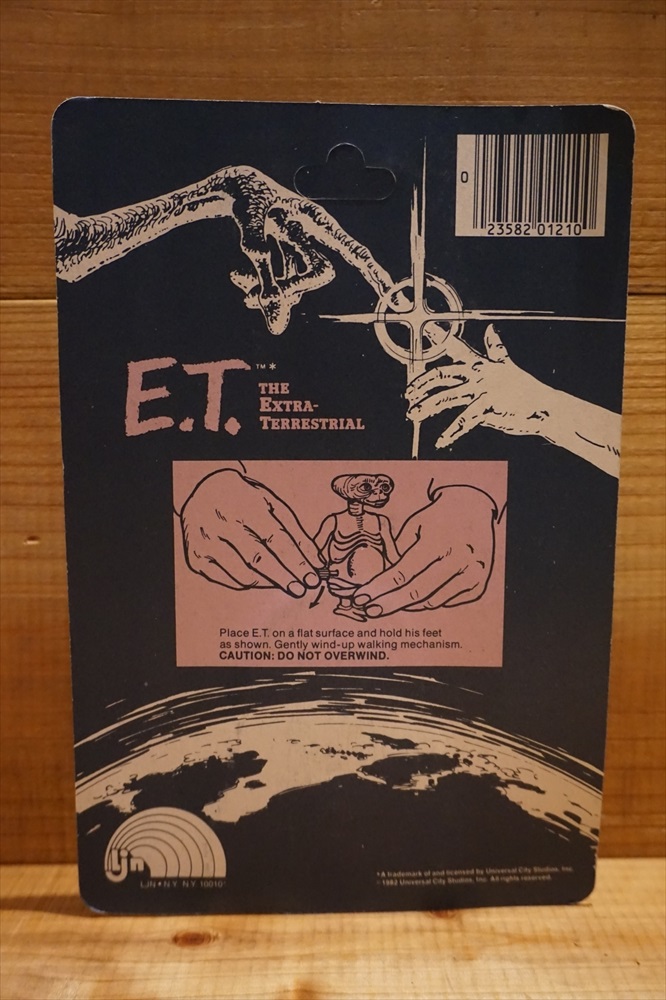 0
23582 01210
E.T.™*
THE
EXTRA-
TERRESTRIAL
Place E.T. on a flat surface and hold his feet
as shown. Gently wind-up walking mechanism.
CAUTION: DO NOT OVERWIND.
ljn
LJN • N.Y. N.Y. 10010
*A trademark of and licensed by Universal City Studios, Inc.
1982 Universal City Studios, Inc. All rights reserved.